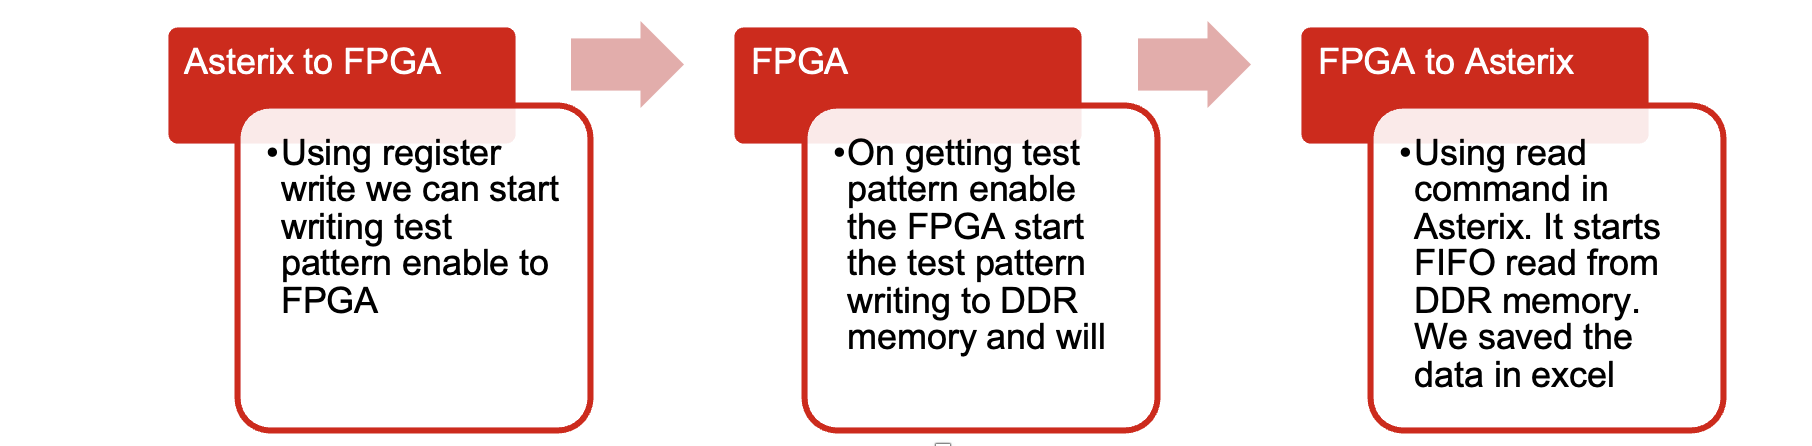 Asterix to FPGA
•Using register
write we can start
writing test
pattern enable to
FPGA
FPGA
•On getting test
pattern enable
the FPGA start
the test pattern
writing to DDR
memory and will
FPGA to Asterix
•Using read
command in
Asterix. It starts
FIFO read from
DDR memory.
We saved the
data in excel